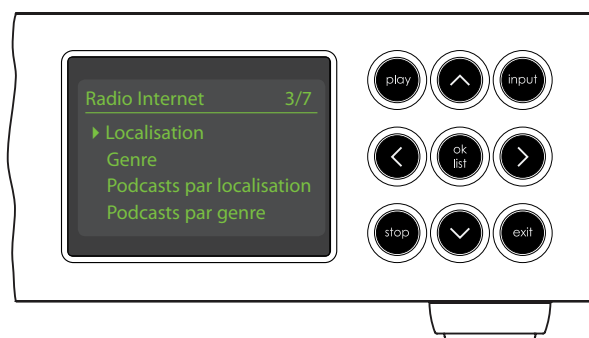 Radio Internet 3/7
Localisation
Genre
Podcasts par localisation
Podcasts par genre
play
input
ok
list
stop
exit